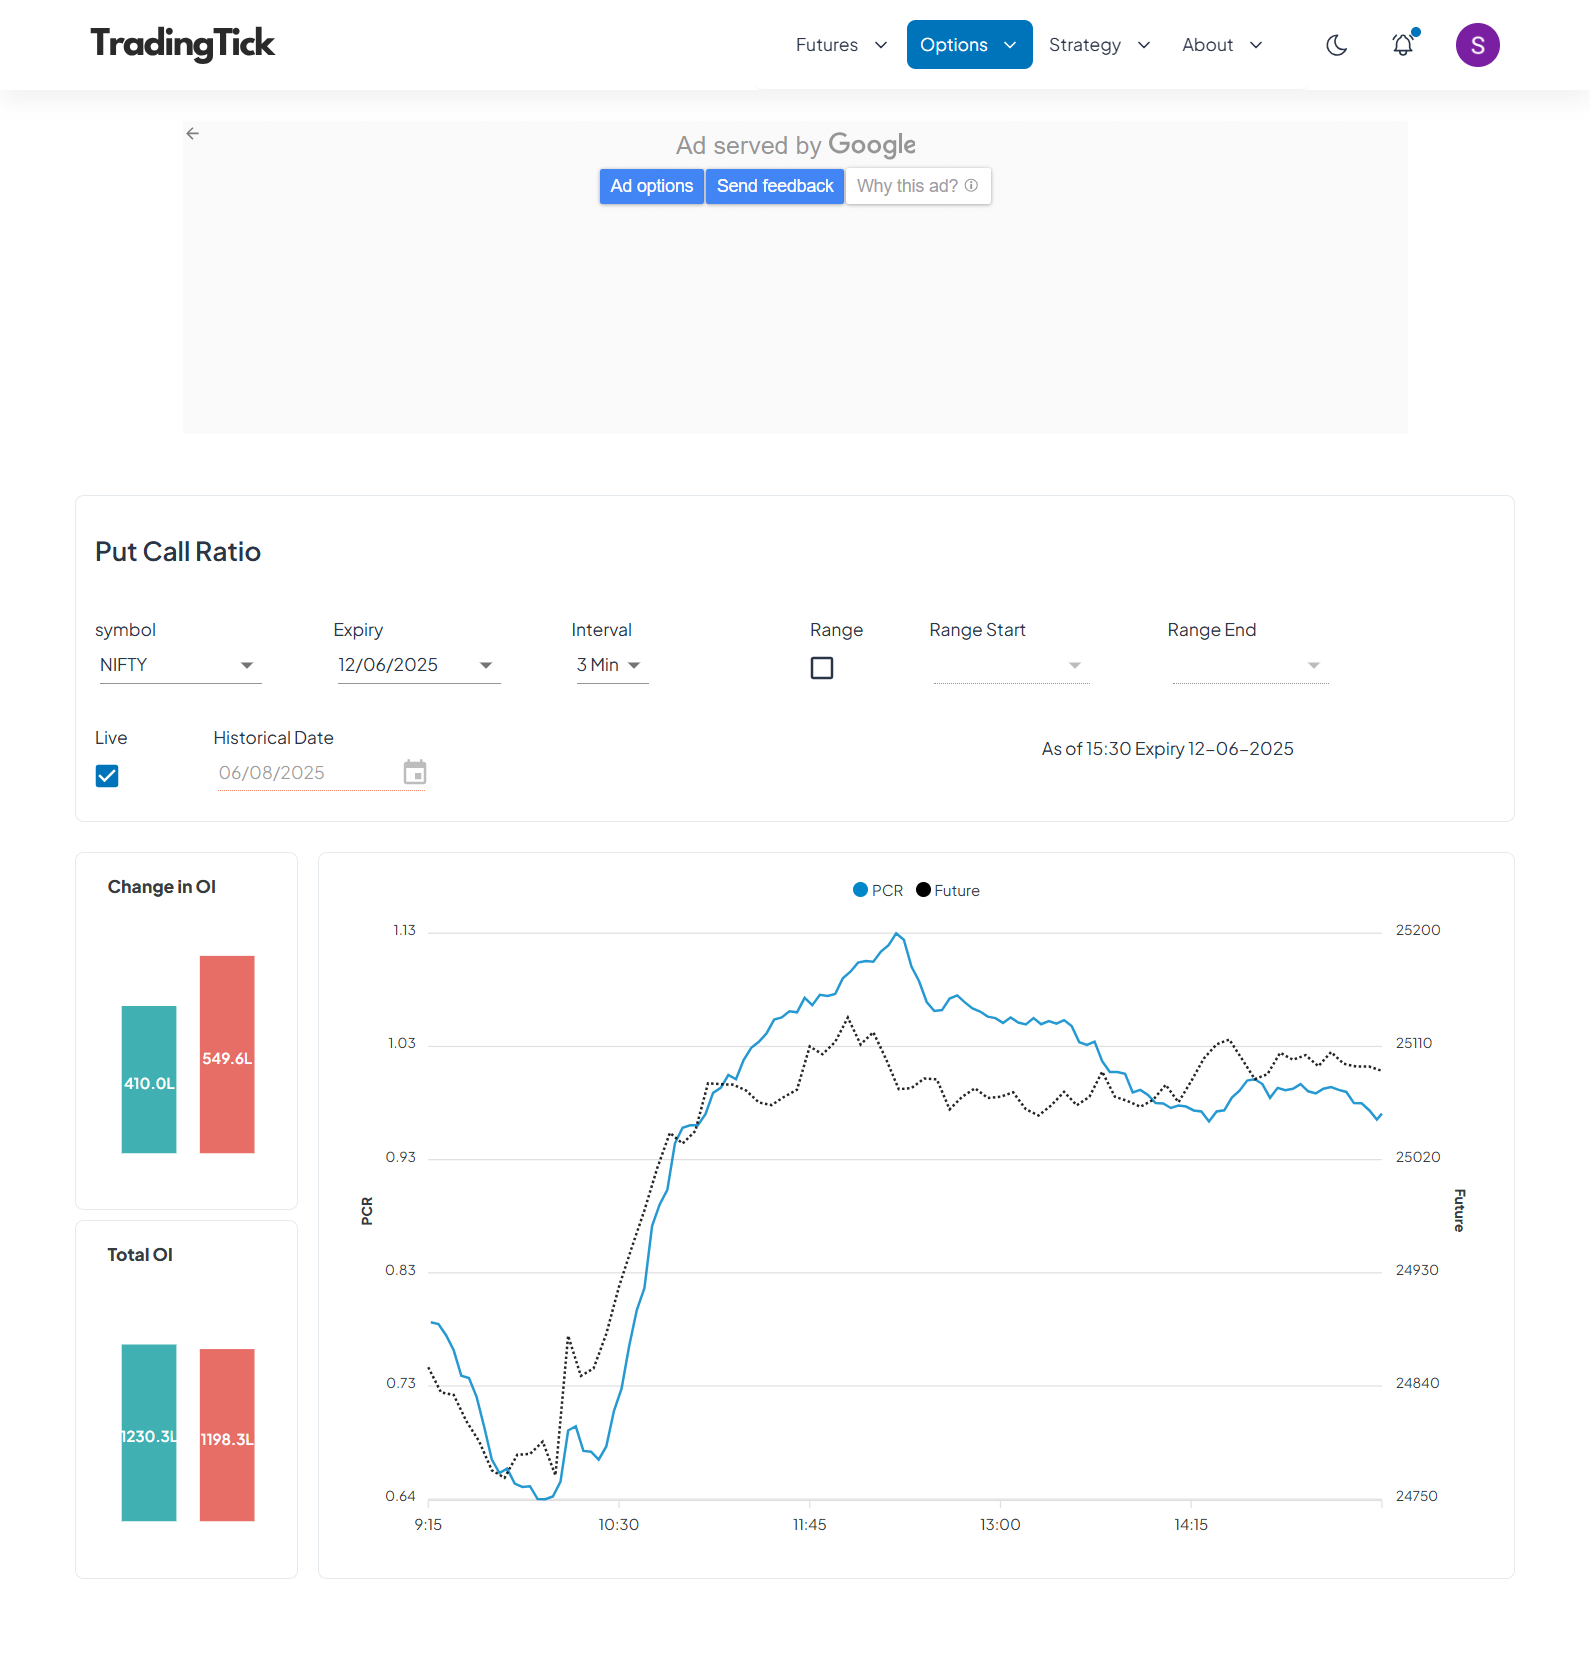 TradingTick
Futures Options Strategy About S
Ad served by Google
Ad options Send feedback Why this ad?
Put Call Ratio
symbol Expiry Interval Range Range Start Range End
NIFTY 12/06/2025 3 Min
Live Historical Date
As of 15:30 Expiry 12-06-2025
06/08/2025
Change in OI
410.0L 549.6L
Total OI
1230.3L 1198.3L
PCR Future
1.13 25200
1.03 25110
0.93 25020
PCR Future
0.83 24930
0.73 24840
0.64 24750
9:15 10:30 11:45 13:00 14:15